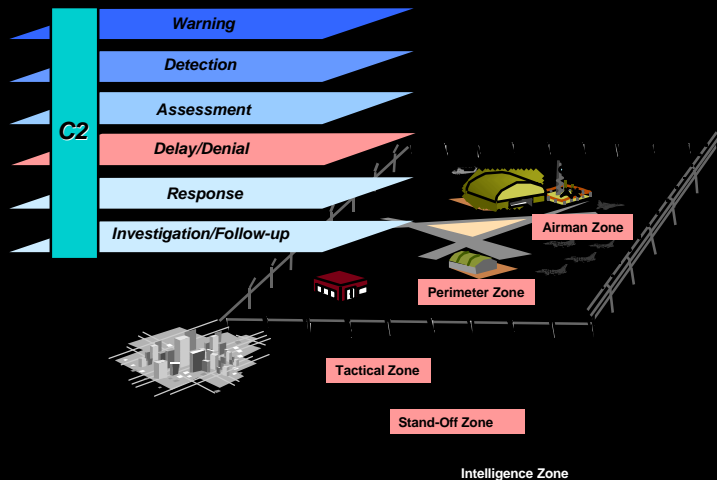 Warning
Detection
Assessment
C2
Delay/Denial
Response
Investigation/Follow-up
Airman Zone
Perimeter Zone
Tactical Zone
Stand-Off Zone
Intelligence Zone